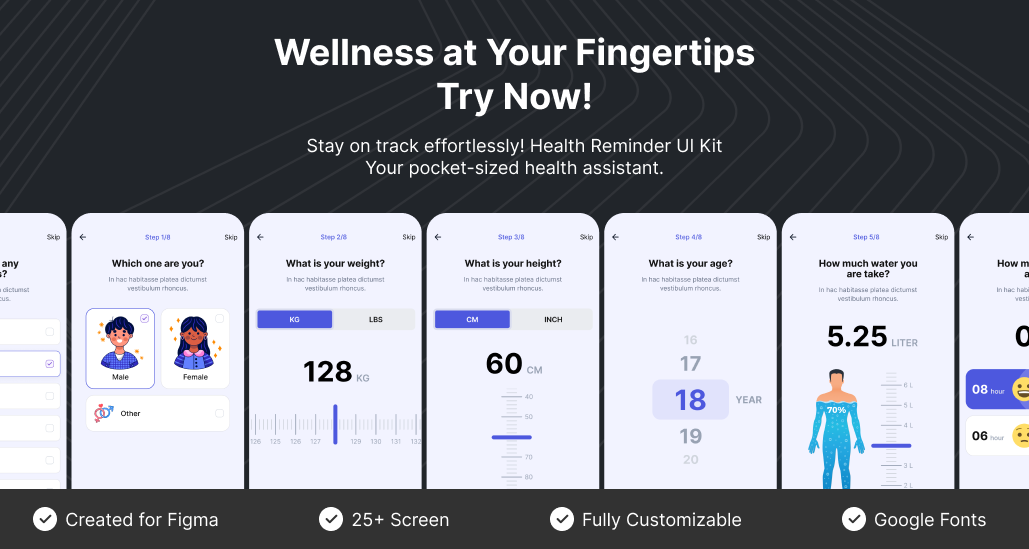 Wellness at Your Fingertips
Try Now!
Stay on track effortlessly! Health Reminder UI Kit
Your pocket-sized health assistant.
Skip
any
s?
dictumst
cus.
Step 1/8
Skip
Which one are you?
In hac habitasse platea dictumst
vestibulum rhoncus.
Male
Female
Other
Step 2/8
Skip
What is your weight?
In hac habitasse platea dictumst
vestibulum rhoncus.
KG
LBS
128 KG
126 125 126 127 129 130 131 132
Step 3/8
Skip
What is your height?
In hac habitasse platea dictumst
vestibulum rhoncus.
CM
INCH
60 CM
40
50
70
80
Step 4/8
Skip
What is your age?
In hac habitasse platea dictumst
vestibulum rhoncus.
16
17
18 YEAR
19
20
Step 5/8
Skip
How much water you
are take?
In hac habitasse platea dictumst
vestibulum rhoncus.
5.25 LITER
70%
6 L
5 L
4 L
3 L
2 L
How m
a
In hac habi
vesti
0
08 hour
06 hour
Created for Figma
25+ Screen
Fully Customizable
Google Fonts